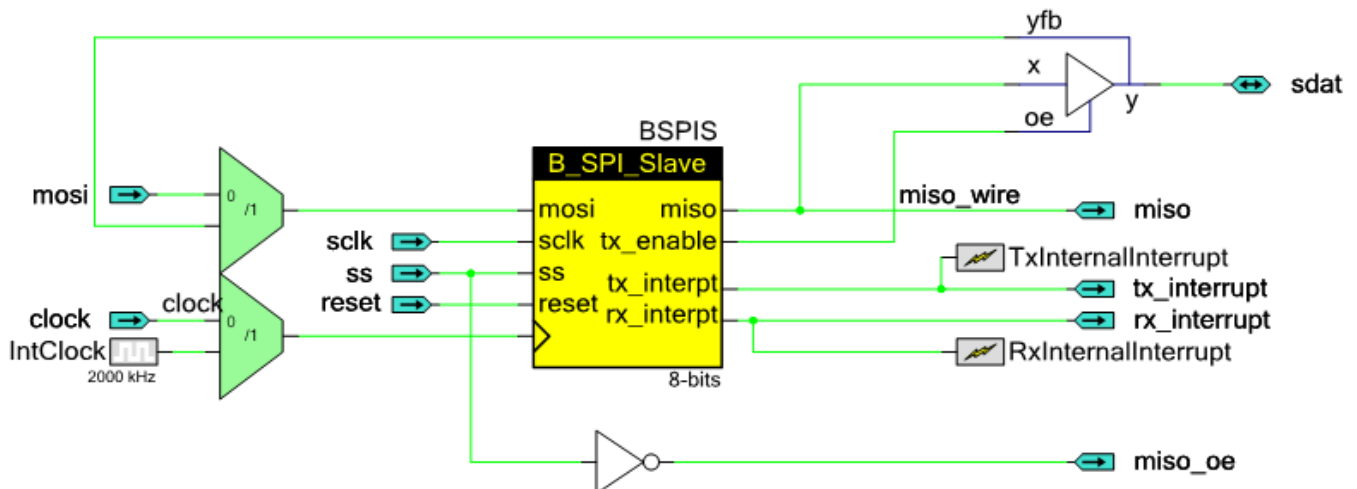 yfb
x
sdat
y
oe
BSPIS
B_SPI_Slave
mosi
0
/1
mosi
miso
miso_wire
miso
sclk
sclk
tx_enable
ss
ss
TxInternalInterrupt
tx_interpt
tx_interrupt
reset
reset
rx_interpt
rx_interrupt
clock
clock
0
/1
IntClock
RxInternalInterrupt
2000 kHz
8-bits
miso_oe